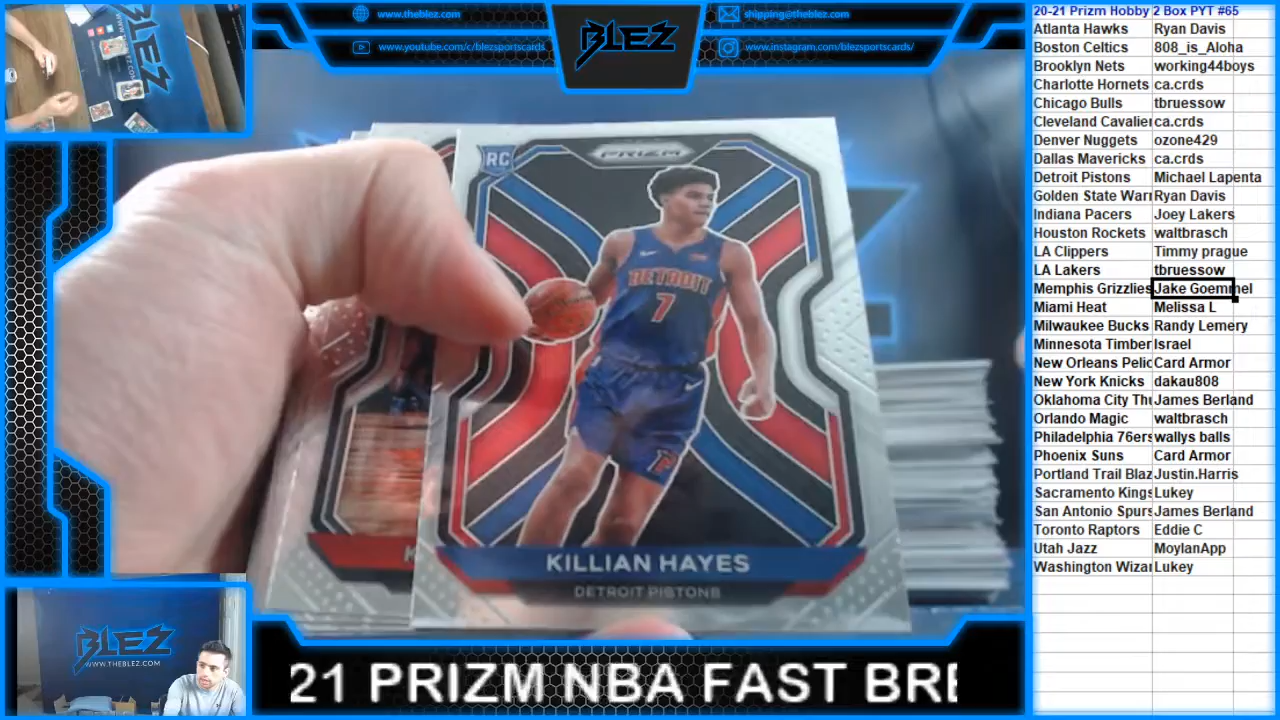 www.theblez.com
shipping@theblez.com
BLEZ
www.youtube.com/c/blezsportscards
www.instagram.com/blezsportscards/
20-21 Prizm Hobby 2 Box PYT #65
Atlanta Hawks Ryan Davis
Boston Celtics 808_is_Aloha
Brooklyn Nets working44boys
Charlotte Hornets ca.crds
Chicago Bulls tbruessow
Cleveland Cavalie ca.crds
Denver Nuggets ozone429
Dallas Mavericks ca.crds
Detroit Pistons Michael Lapenta
Golden State Warr Ryan Davis
Indiana Pacers Joey Lakers
Houston Rockets waltbrasch
LA Clippers Timmy prague
LA Lakers tbruessow
Memphis Grizzlies Jake Goemmel
Miami Heat Melissa L
Milwaukee Bucks Randy Lemery
Minnesota Timber Israel
New Orleans Pelic Card Armor
New York Knicks dakau808
Oklahoma City Thu James Berland
Orlando Magic waltbrasch
Philadelphia 76ers wallys balls
Phoenix Suns Card Armor
Portland Trail Blaz Justin.Harris
Sacramento Kings Lukey
San Antonio Spurs James Berland
Toronto Raptors Eddie C
Utah Jazz MoylanApp
Washington Wizar Lukey
BLEZ
RC
PRIZM
DETROIT
7
K
KILLIAN HAYES
DETROIT PISTONS
BLEZ
WWW.THEBLEZ.COM
21 PRIZM NBA FAST BRE